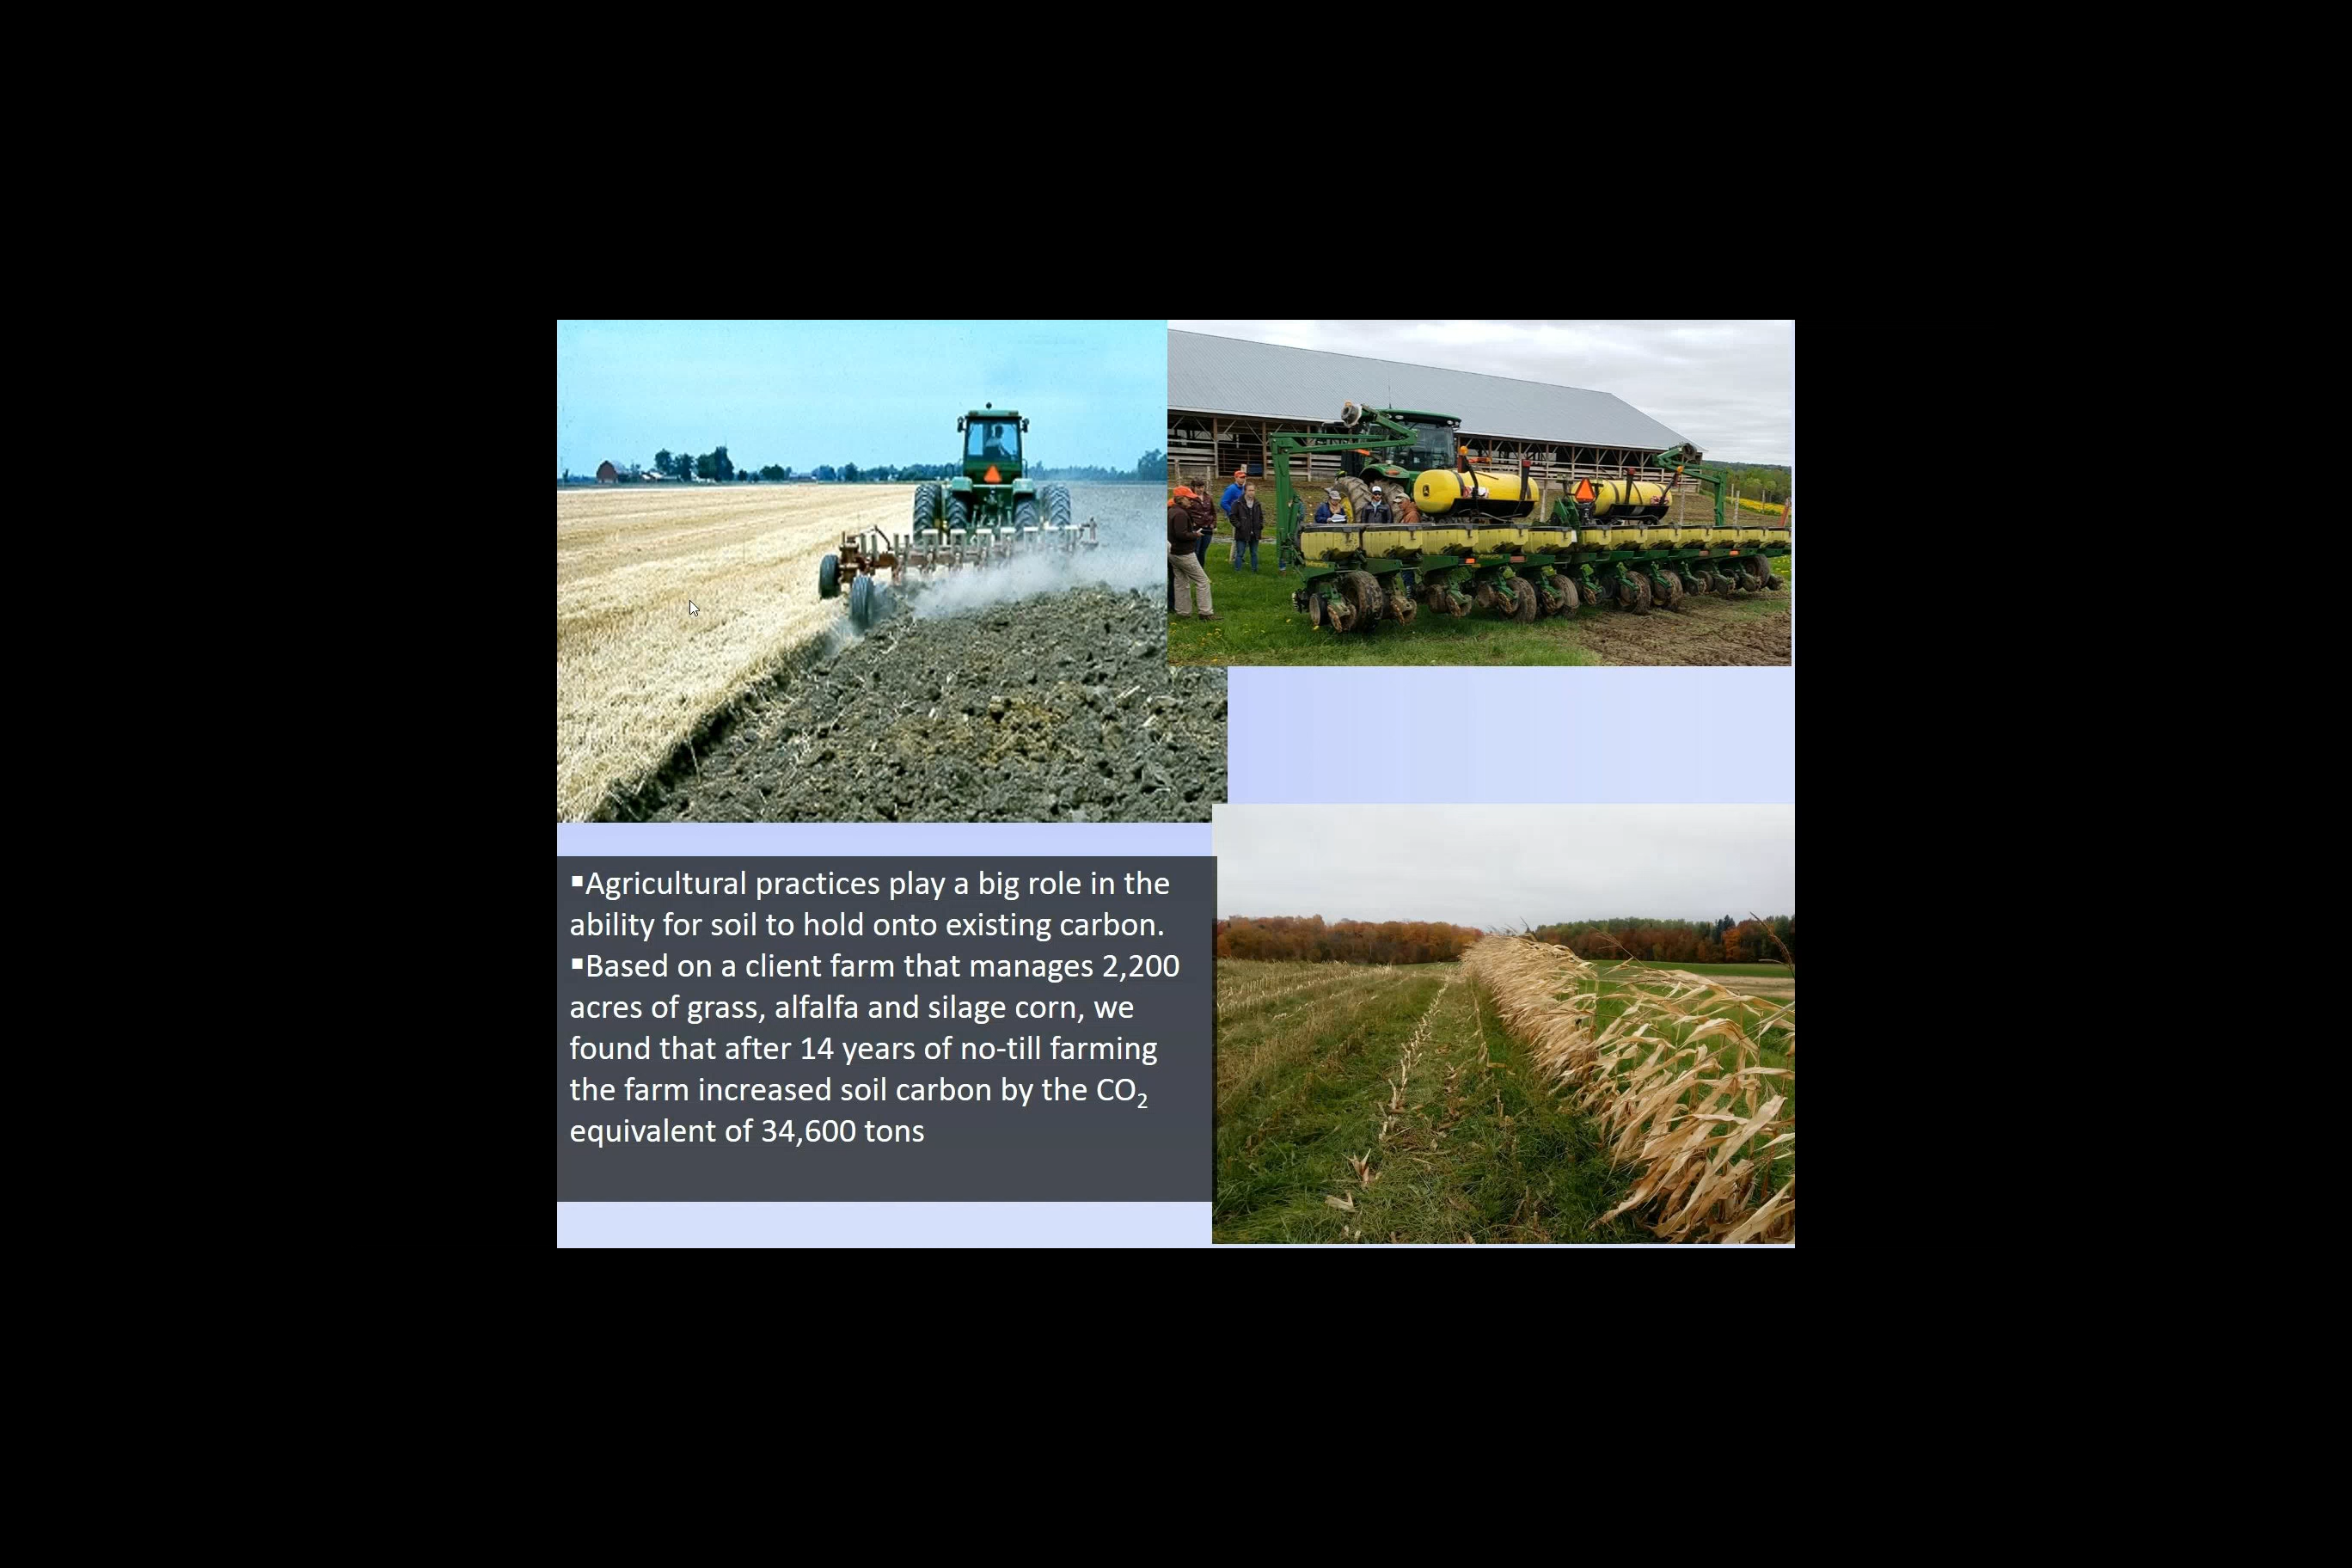 ▪Agricultural practices play a big role in the
ability for soil to hold onto existing carbon.
▪Based on a client farm that manages 2,200
acres of grass, alfalfa and silage corn, we
found that after 14 years of no-till farming
the farm increased soil carbon by the CO₂
equivalent of 34,600 tons